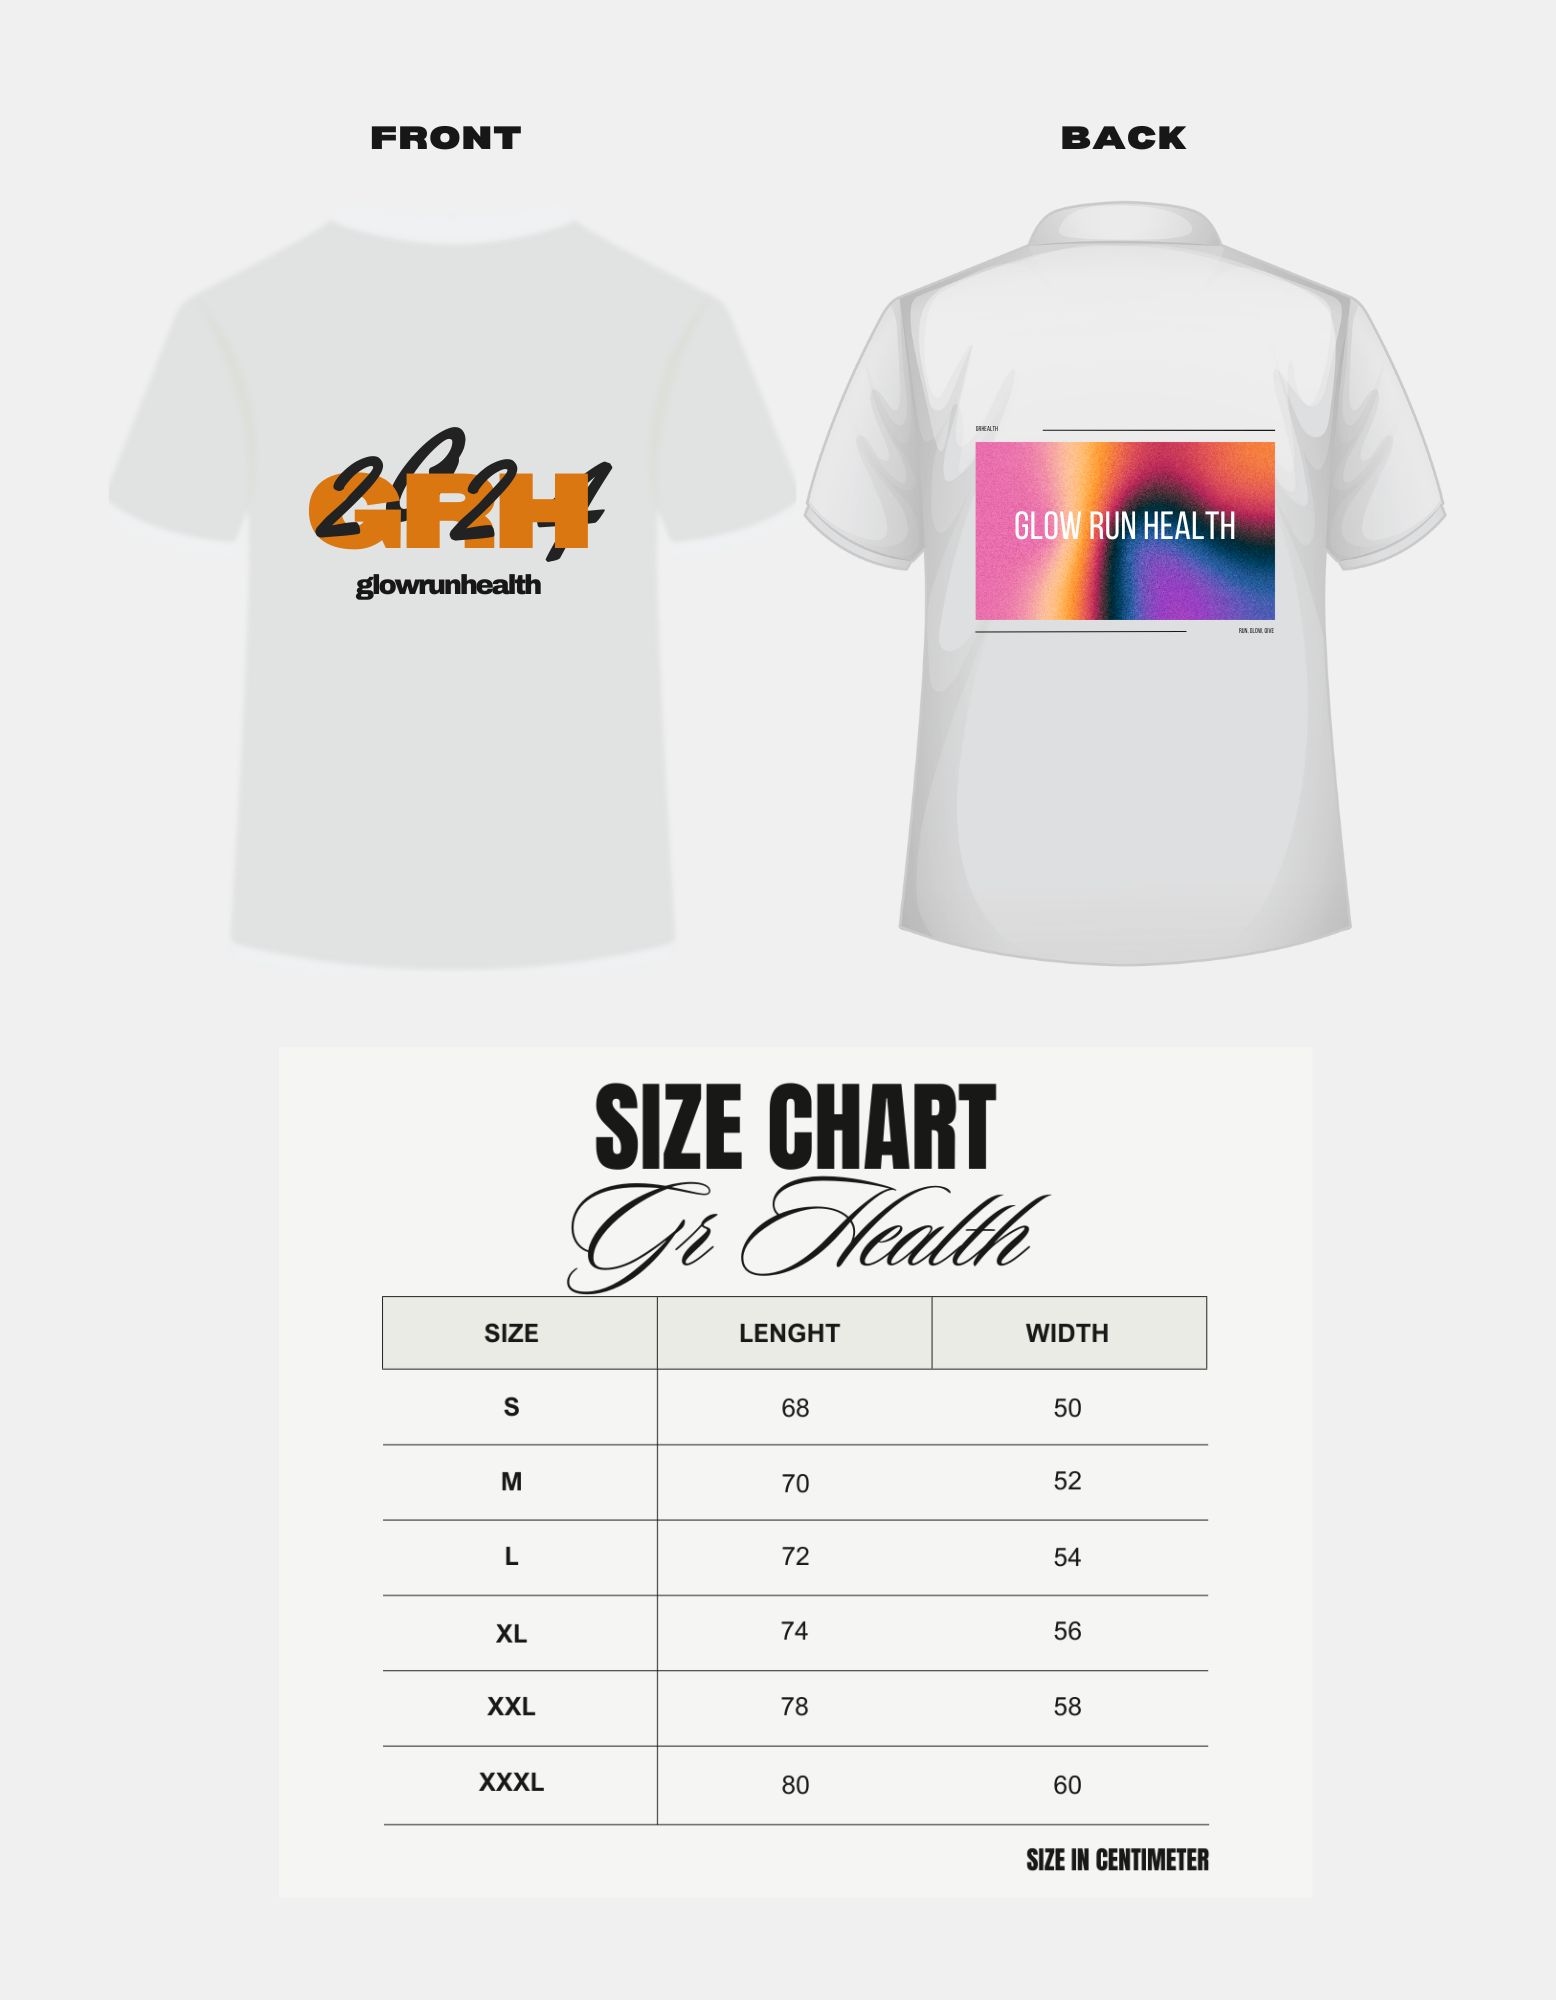 FRONT
BACK
2024
GRH
glowrunhealth
GRHEALTH
GLOW RUN HEALTH
RUN, GLOW, GIVE
SIZE CHART
Gr Health
SIZE LENGHT WIDTH
S 68 50
M 70 52
L 72 54
XL 74 56
XXL 78 58
XXXL 80 60
SIZE IN CENTIMETER